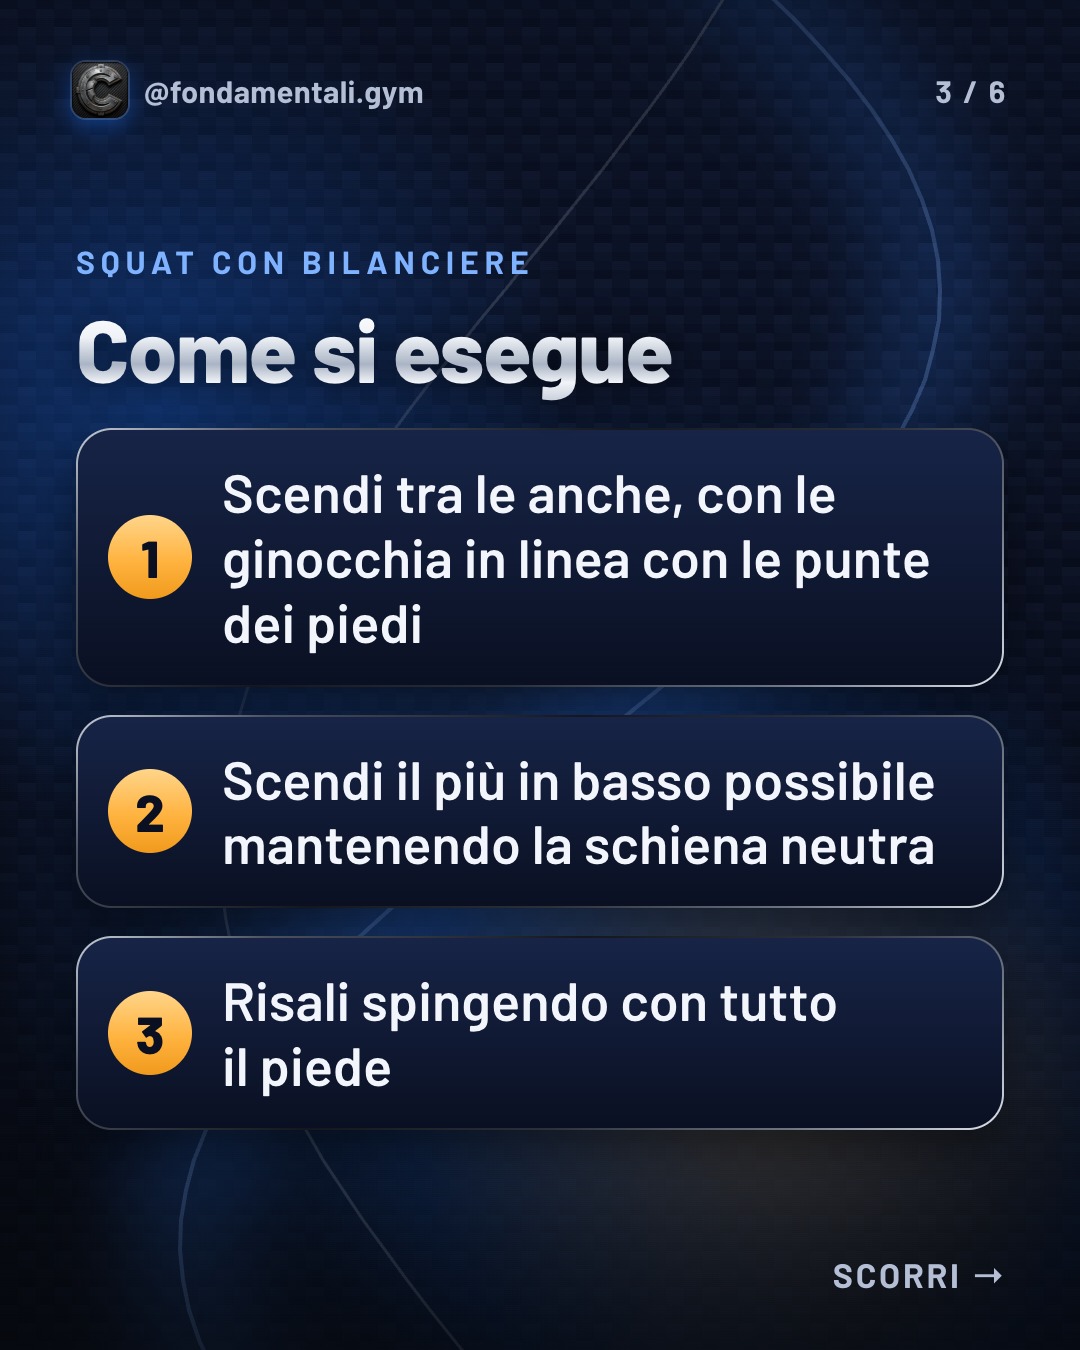 @fondamentali.gym
3 / 6
SQUAT CON BILANCIERE
Come si esegue
1
Scendi tra le anche, con le
ginocchia in linea con le punte
dei piedi
2
Scendi il più in basso possibile
mantenendo la schiena neutra
3
Risali spingendo con tutto
il piede
SCORRI →